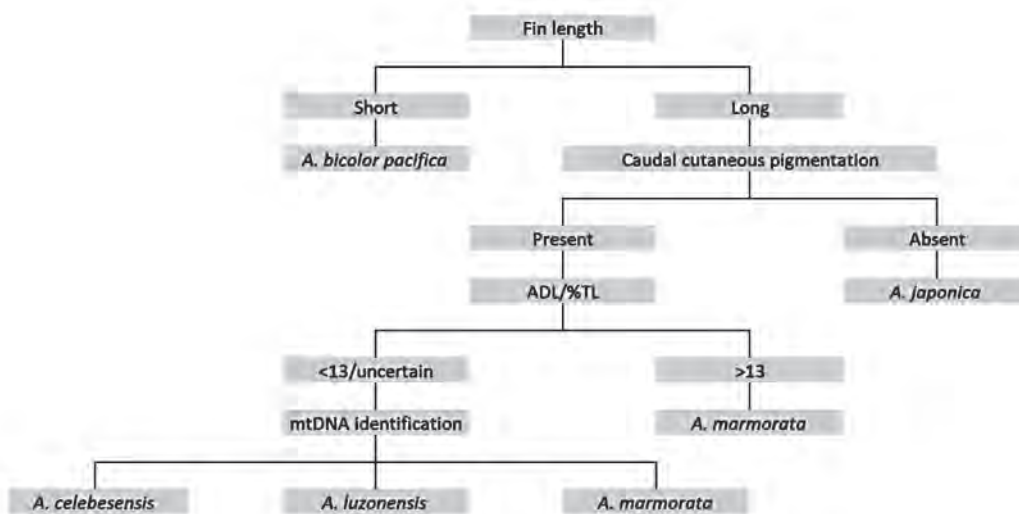 Fin length
Short
Long
A. bicolor pacifica
Caudal cutaneous pigmentation
Present
Absent
ADL/%TL
A. japonica
<13/uncertain
>13
mtDNA identification
A. marmorata
A. celebesensis
A. luzonensis
A. marmorata